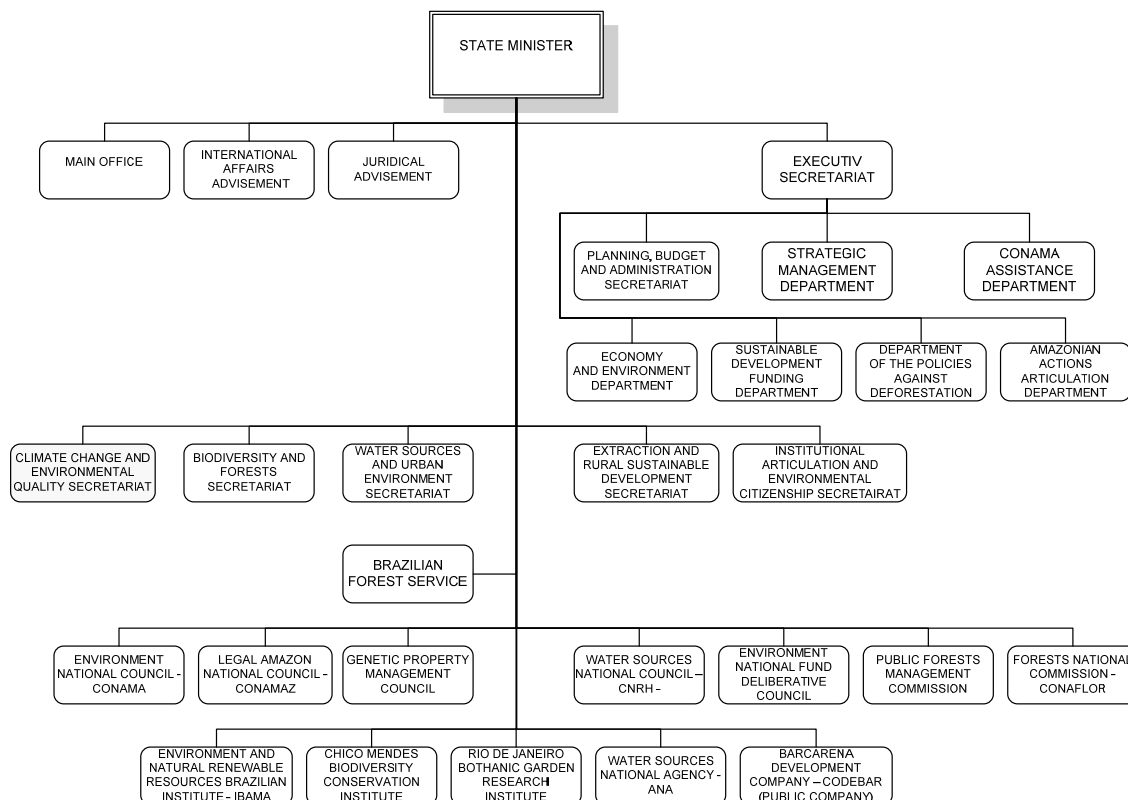 STATE MINISTER
MAIN OFFICE
INTERNATIONAL
AFFAIRS
ADVISEMENT
JURIDICAL
ADVISEMENT
EXECUTIV
SECRETARIAT
PLANNING, BUDGET
AND ADMINISTRATION
SECRETARIAT
STRATEGIC
MANAGEMENT
DEPARTMENT
CONAMA
ASSISTANCE
DEPARTMENT
ECONOMY
AND ENVIRONMENT
DEPARTMENT
SUSTAINABLE
DEVELOPMENT
FUNDING
DEPARTMENT
DEPARTMENT
OF THE POLICIES
AGAINST
DEFORESTATION
AMAZONIAN
ACTIONS
ARTICULATION
DEPARTMENT
CLIMATE CHANGE AND
ENVIRONMENTAL
QUALITY SECRETARIAT
BIODIVERSITY AND
FORESTS
SECRETARIAT
WATER SOURCES
AND URBAN
ENVIRONMENT
SECRETARIAT
EXTRACTION AND
RURAL SUSTAINABLE
DEVELOPMENT
SECRETARIAT
INSTITUTIONAL
ARTICULATION AND
ENVIRONMENTAL
CITIZENSHIP SECRETAIRAT
BRAZILIAN
FOREST SERVICE
ENVIRONMENT
NATIONAL COUNCIL -
CONAMA
LEGAL AMAZON
NATIONAL COUNCIL -
CONAMAZ
GENETIC PROPERTY
MANAGEMENT
COUNCIL
WATER SOURCES
NATIONAL COUNCIL –
CNRH -
ENVIRONMENT
NATIONAL FUND
DELIBERATIVE
COUNCIL
PUBLIC FORESTS
MANAGEMENT
COMMISSION
FORESTS NATIONAL
COMMISSION -
CONAFLOR
ENVIRONMENT AND
NATURAL RENEWABLE
RESOURCES BRAZILIAN
INSTITUTE - IBAMA
CHICO MENDES
BIODIVERSITY
CONSERVATION
INSTITUTE
RIO DE JANEIRO
BOTHANIC GARDEN
RESEARCH
INSTITUTE
WATER SOURCES
NATIONAL AGENCY -
ANA
BARCARENA
DEVELOPMENT
COMPANY – CODEBAR
(PUBLIC COMPANY)